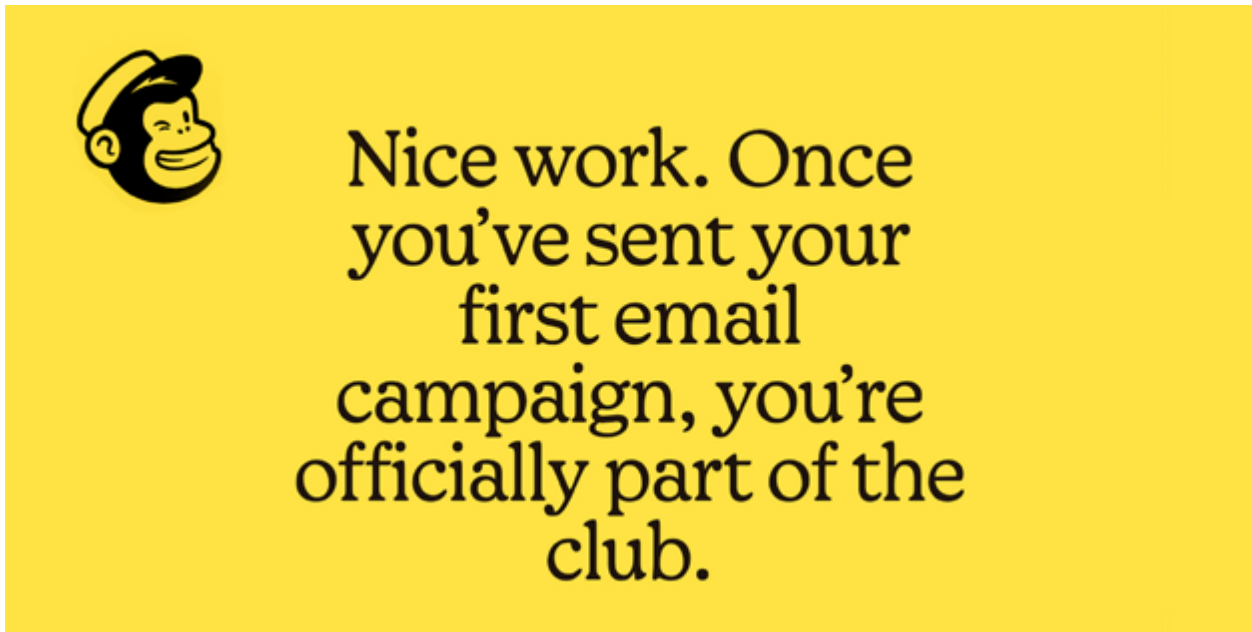 Nice work. Once
you’ve sent your
first email
campaign, you’re
officially part of the
club.